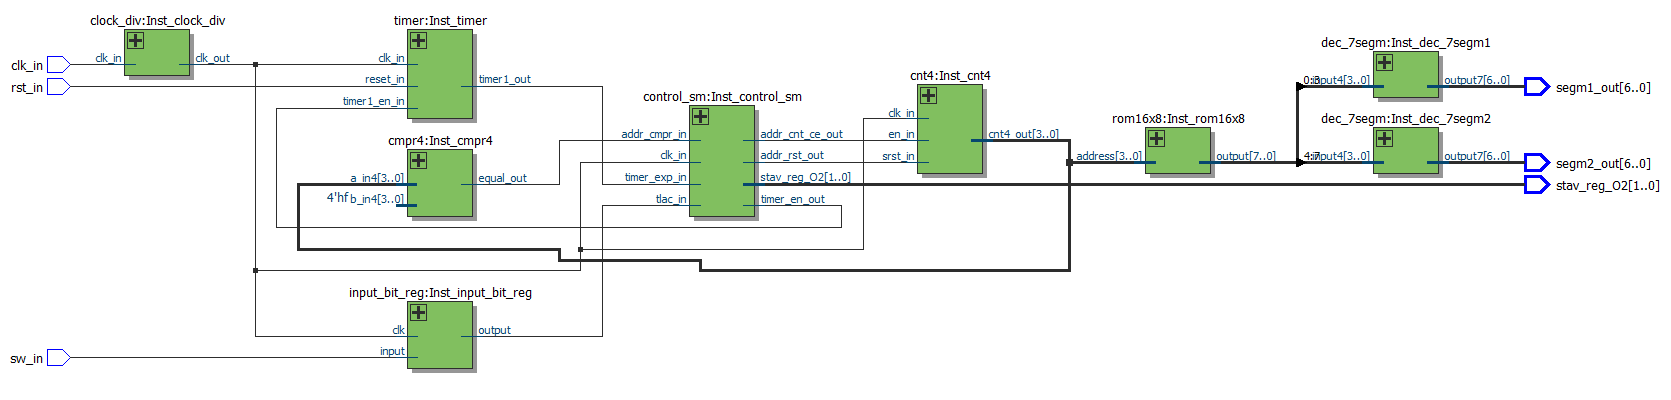 clock_div:Inst_clock_div
clk_in
clk_in
clk_out
rst_in
timer:Inst_timer
clk_in
reset_in
timer1_en_in
timer1_out
cmpr4:Inst_cmpr4
a_in4[3..0]
4'hf b_in4[3..0]
equal_out
input_bit_reg:Inst_input_bit_reg
clk
input
output
sw_in
control_sm:Inst_control_sm
addr_cmpr_in
clk_in
timer_exp_in
tlac_in
addr_cnt_ce_out
addr_rst_out
stav_reg_O2[1..0]
timer_en_out
cnt4:Inst_cnt4
clk_in
en_in
srst_in
cnt4_out[3..0]
rom16x8:Inst_rom16x8
address[3..0]
output[7..0]
dec_7segm:Inst_dec_7segm1
0:3
input4[3..0]
output7[6..0]
segm1_out[6..0]
dec_7segm:Inst_dec_7segm2
4:7
input4[3..0]
output7[6..0]
segm2_out[6..0]
stav_reg_O2[1..0]